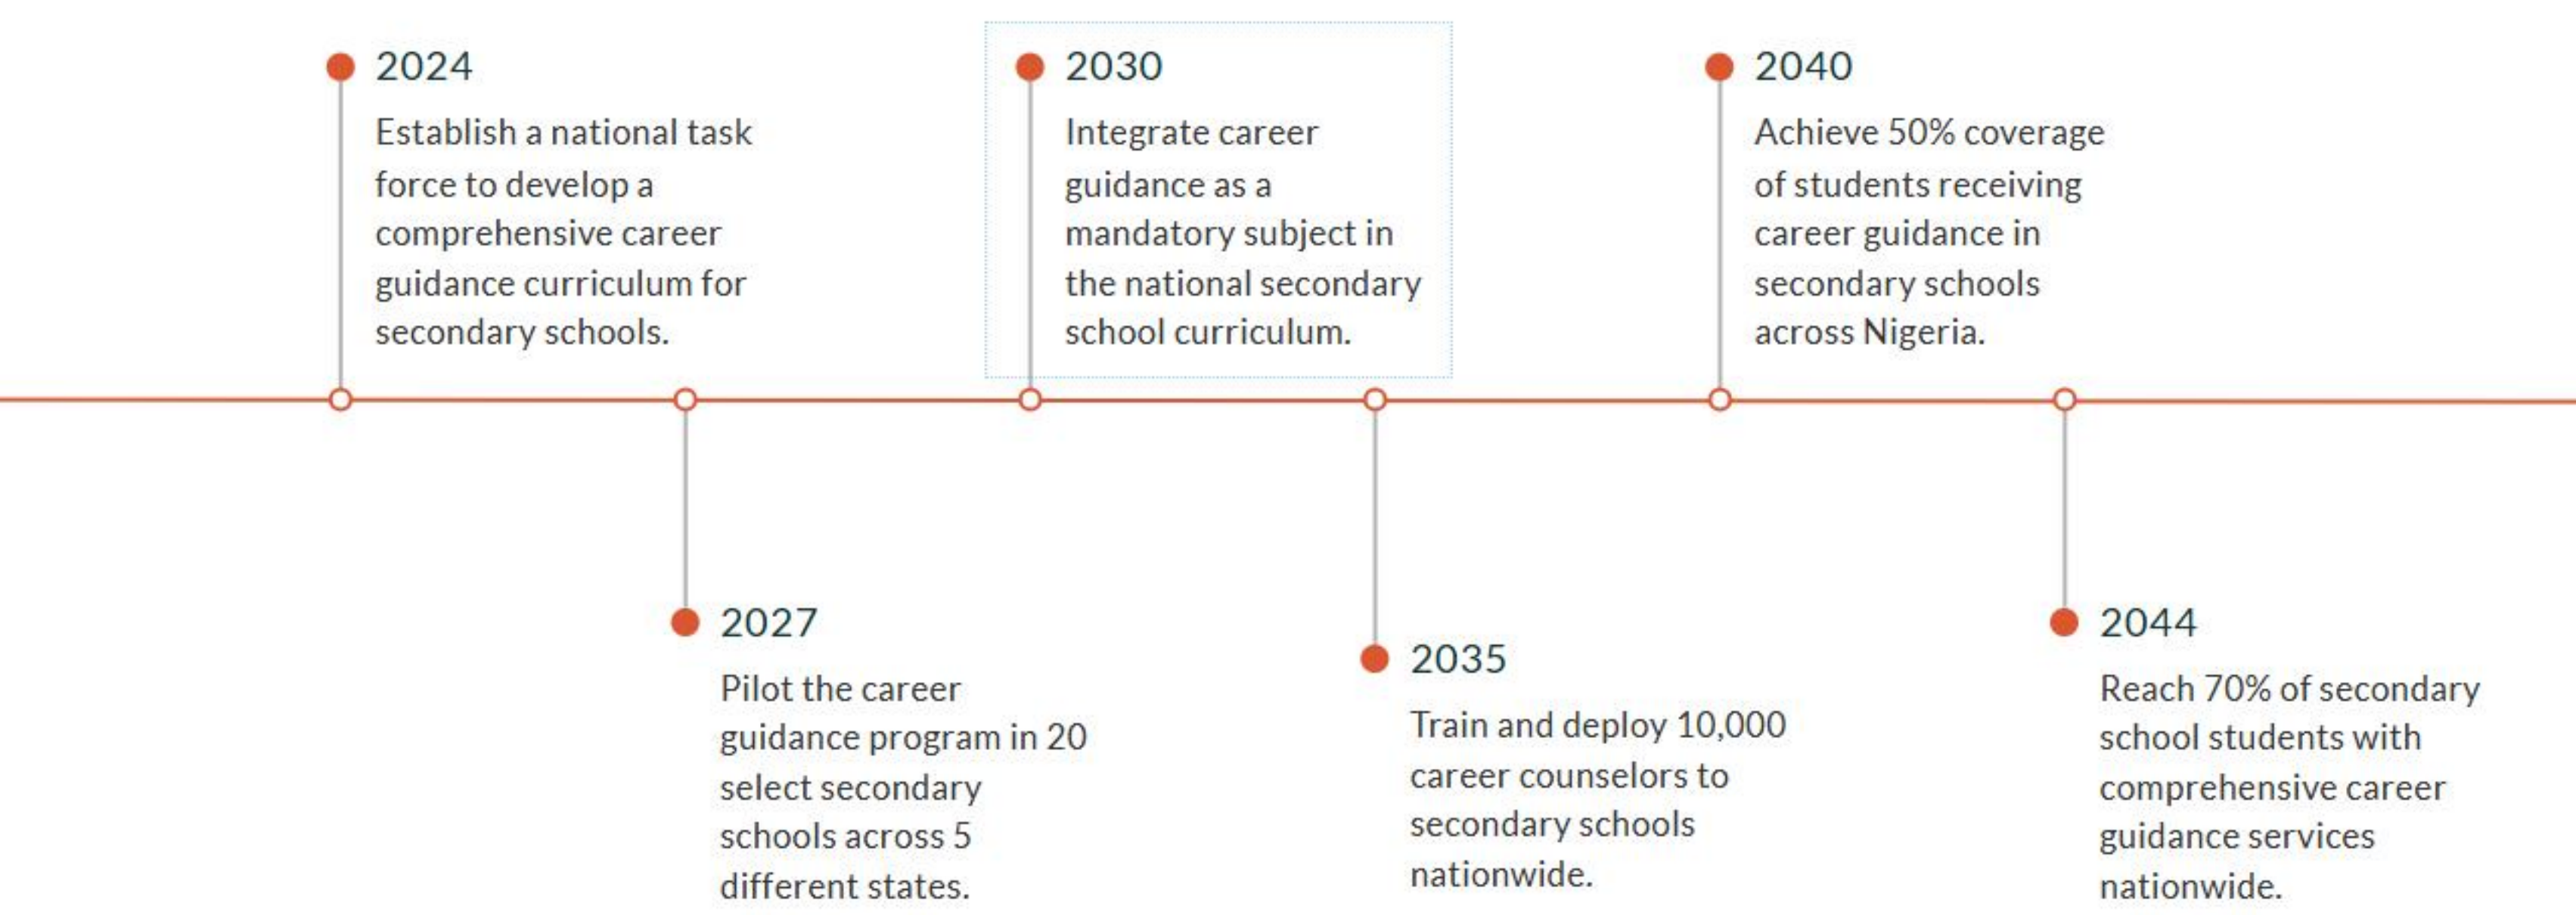 2024
Establish a national task
force to develop a
comprehensive career
guidance curriculum for
secondary schools.
2030
Integrate career
guidance as a
mandatory subject in
the national secondary
school curriculum.
2040
Achieve 50% coverage
of students receiving
career guidance in
secondary schools
across Nigeria.
2027
Pilot the career
guidance program in 20
select secondary
schools across 5
different states.
2035
Train and deploy 10,000
career counselors to
secondary schools
nationwide.
2044
Reach 70% of secondary
school students with
comprehensive career
guidance services
nationwide.